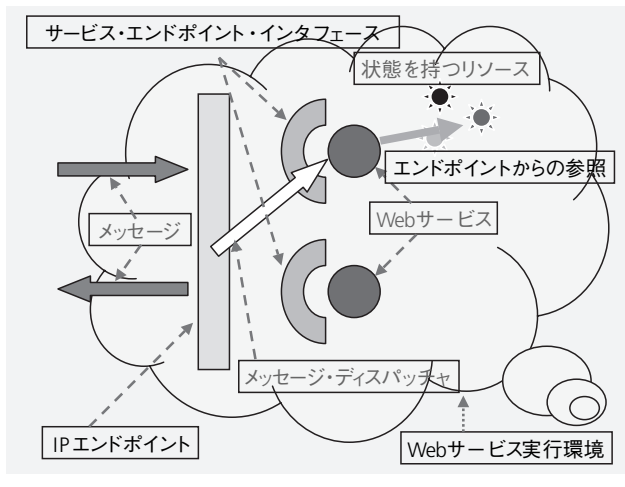 サービス・エンドポイント・インタフェース
状態を持つリソース
エンドポイントからの参照
メッセージ
Webサービス
メッセージ・ディスパッチャ
IPエンドポイント
Webサービス実行環境